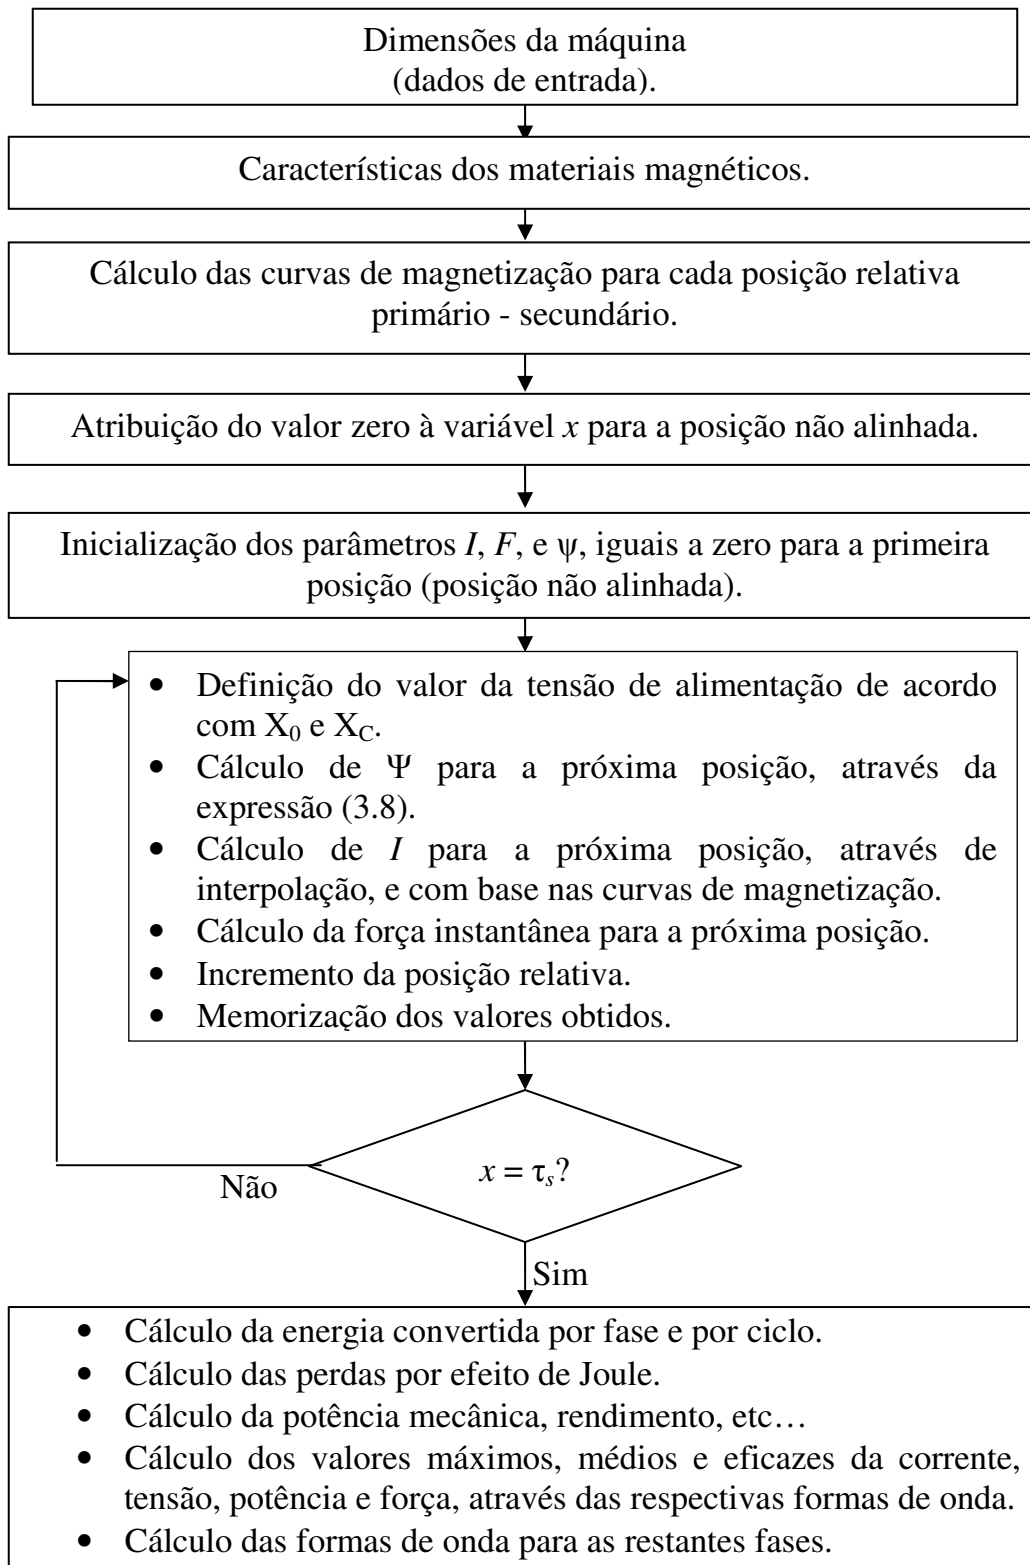 Dimensões da máquina
(dados de entrada).
Características dos materiais magnéticos.
Cálculo das curvas de magnetização para cada posição relativa
primário - secundário.
Atribuição do valor zero à variável x para a posição não alinhada.
Inicialização dos parâmetros I, F, e ψ, iguais a zero para a primeira
posição (posição não alinhada).
• Definição do valor da tensão de alimentação de acordo
com X₀ e X_C.
• Cálculo de Ψ para a próxima posição, através da
expressão (3.8).
• Cálculo de I para a próxima posição, através de
interpolação, e com base nas curvas de magnetização.
• Cálculo da força instantânea para a próxima posição.
• Incremento da posição relativa.
• Memorização dos valores obtidos.
x = τₛ?
Não
Sim
• Cálculo da energia convertida por fase e por ciclo.
• Cálculo das perdas por efeito de Joule.
• Cálculo da potência mecânica, rendimento, etc…
• Cálculo dos valores máximos, médios e eficazes da corrente,
tensão, potência e força, através das respectivas formas de onda.
• Cálculo das formas de onda para as restantes fases.